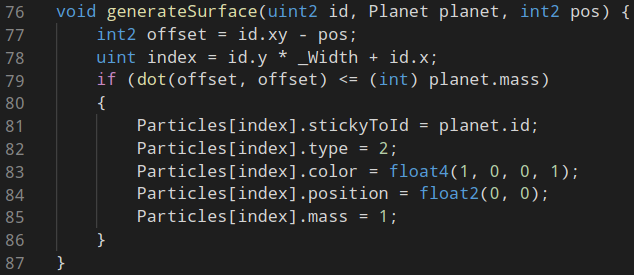 76 void generateSurface(uint2 id, Planet planet, int2 pos) {
77 int2 offset = id.xy - pos;
78 uint index = id.y * _Width + id.x;
79 if (dot(offset, offset) <= (int) planet.mass)
80 {
81 Particles[index].stickyToId = planet.id;
82 Particles[index].type = 2;
83 Particles[index].color = float4(1, 0, 0, 1);
84 Particles[index].position = float2(0, 0);
85 Particles[index].mass = 1;
86 }
87 }